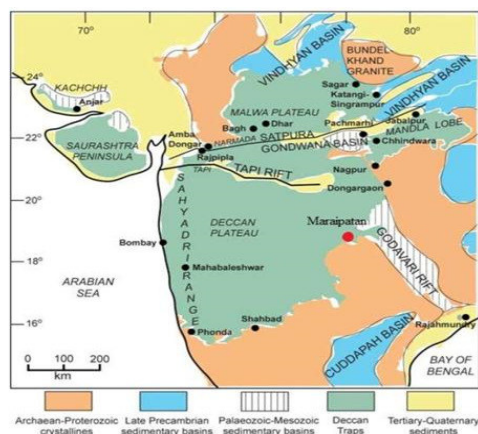 24°
22°
20°
18°
16°
72°
76°
80°
KACHCHH
Anjar
SAURASHTRA
PENINSULA
VINDHYAN BASIN
BUNDEL
KHAND
GRANITE
Sagar
Katangi-
Singrampur
VINDHYAN BASIN
MALWA PLATEAU
Jabalpur
Pachmarhi
Bagh
Dhar
Amba
Dongar
NARMADA
SATPURA
GONDWANA BASIN
MANDLA LOBE
Chhindwara
Rajpipla
TAPI
TAPI RIFT
Nagpur
Dongargaon
SAHYADRI RANGE
DECCAN
PLATEAU
Maraipatan
Bombay
GODAVARI RIFT
Mahabaleshwar
ARABIAN
SEA
Shahbad
Phonda
Rajahmundry
CUDDAPAH BASIN
BAY OF
BENGAL
0 100 200
km
Archaean-Proterozoic
crystallines
Late Precambrian
sedimentary basins
Palaeozoic-Mesozoic
sedimentary basins
Deccan
Traps
Tertiary-Quaternary
sediments